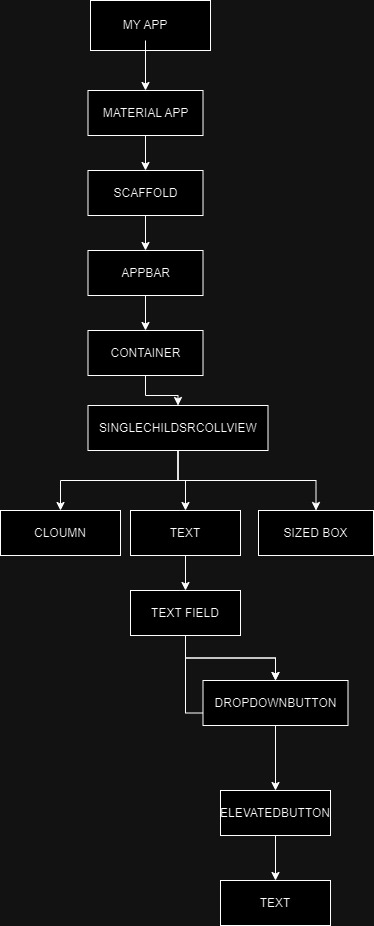 MY APP
MATERIAL APP
SCAFFOLD
APPBAR
CONTAINER
SINGLECHILDSRCOLLVIEW
CLOUMN
TEXT
SIZED BOX
TEXT FIELD
DROPDOWNBUTTON
ELEVATEDBUTTON
TEXT